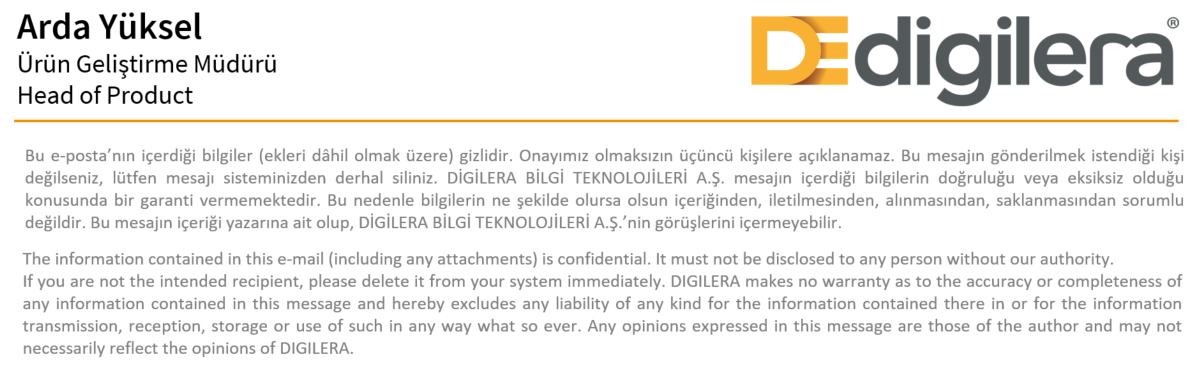 Arda Yüksel
Ürün Geliştirme Müdürü
Head of Product
DEdigilera®
Bu e-posta’nın içerdiği bilgiler (ekleri dâhil olmak üzere) gizlidir. Onayımız olmaksızın üçüncü kişilere açıklanamaz. Bu mesajın gönderilmek istendiği kişi
değilseniz, lütfen mesajı sisteminizden derhal siliniz. DİGİLERA BİLGİ TEKNOLOJİLERİ A.Ş. mesajın içerdiği bilgilerin doğruluğu veya eksiksiz olduğu
konusunda bir garanti vermemektedir. Bu nedenle bilgilerin ne şekilde olursa olsun içeriğinden, iletilmesinden, alınmasından, saklanmasından sorumlu
değildir. Bu mesajın içeriği yazarına ait olup, DİGİLERA BİLGİ TEKNOLOJİLERİ A.Ş.’nin görüşlerini içermeyebilir.
The information contained in this e-mail (including any attachments) is confidential. It must not be disclosed to any person without our authority.
If you are not the intended recipient, please delete it from your system immediately. DIGILERA makes no warranty as to the accuracy or completeness of
any information contained in this message and hereby excludes any liability of any kind for the information contained there in or for the information
transmission, reception, storage or use of such in any way what so ever. Any opinions expressed in this message are those of the author and may not
necessarily reflect the opinions of DIGILERA.